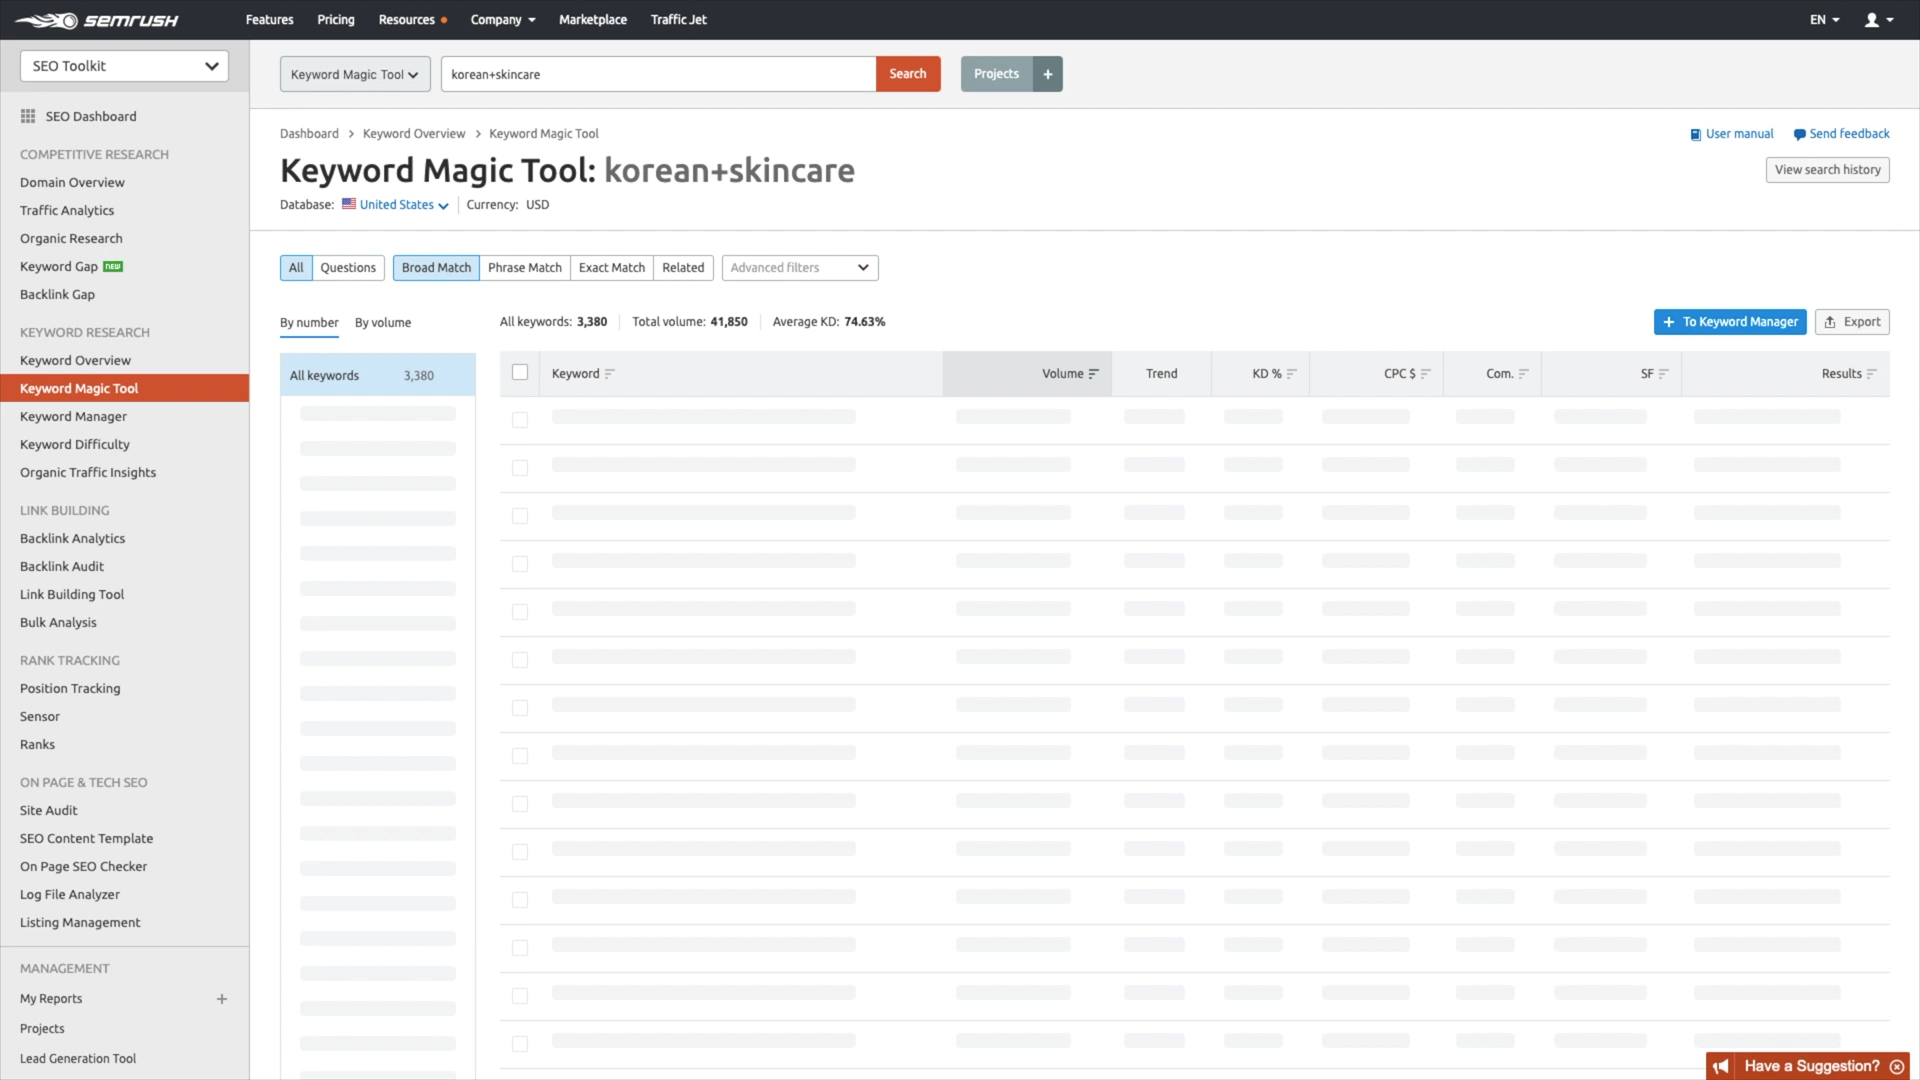 SEMRUSH Features Pricing Resources Company Marketplace Traffic Jet EN
SEO Toolkit
Keyword Magic Tool korean+skincare Search Projects +
SEO Dashboard
COMPETITIVE RESEARCH
Domain Overview
Traffic Analytics
Organic Research
Keyword Gap NEW
Backlink Gap
KEYWORD RESEARCH
Keyword Overview
Keyword Magic Tool
Keyword Manager
Keyword Difficulty
Organic Traffic Insights
LINK BUILDING
Backlink Analytics
Backlink Audit
Link Building Tool
Bulk Analysis
RANK TRACKING
Position Tracking
Sensor
Ranks
ON PAGE & TECH SEO
Site Audit
SEO Content Template
On Page SEO Checker
Log File Analyzer
Listing Management
MANAGEMENT
My Reports +
Projects
Lead Generation Tool
Dashboard > Keyword Overview > Keyword Magic Tool
User manual Send feedback
Keyword Magic Tool: korean+skincare
View search history
Database: United States Currency: USD
All Questions Broad Match Phrase Match Exact Match Related Advanced filters
By number By volume
All keywords: 3,380 Total volume: 41,850 Average KD: 74.63%
+ To Keyword Manager Export
All keywords 3,380
Keyword Volume Trend KD % CPC $ Com. SF Results
Have a Suggestion?